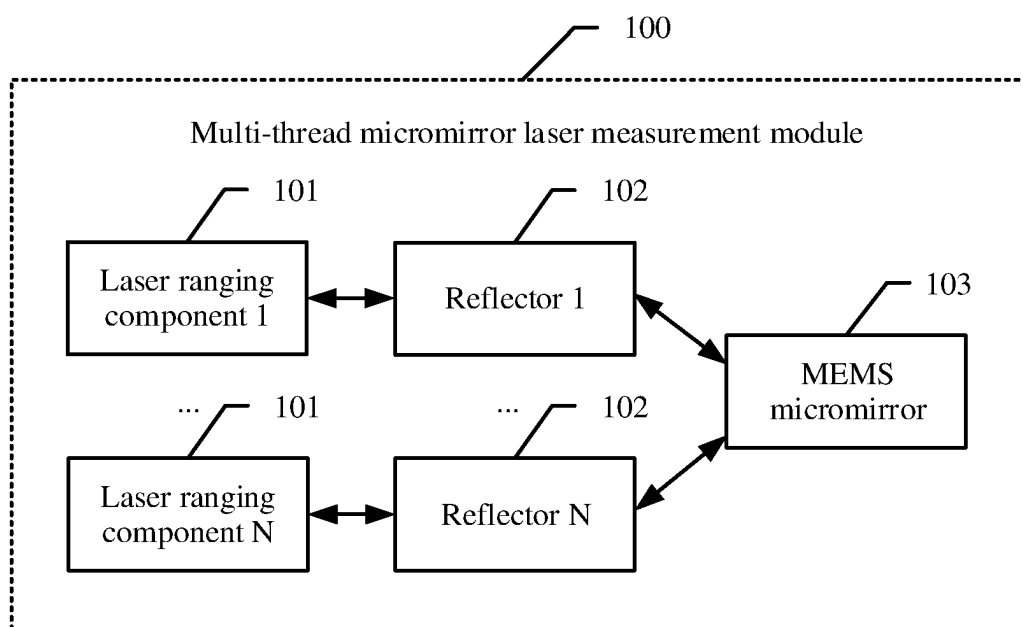 100
Multi-thread micromirror laser measurement module
101
102
Laser ranging
component 1
Reflector 1
103
MEMS
micromirror
... 101
... 102
Laser ranging
component N
Reflector N